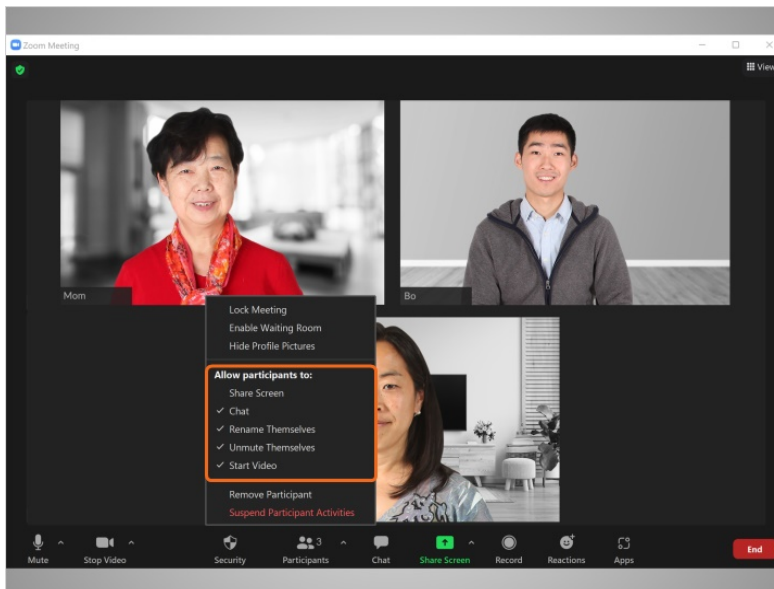 Zoom Meeting
View
Mom
Bo
Lock Meeting
Enable Waiting Room
Hide Profile Pictures
Allow participants to:
Share Screen
Chat
Rename Themselves
Unmute Themselves
Start Video
Remove Participant
Suspend Participant Activities
3
Mute
Stop Video
Security
Participants
Chat
Share Screen
Record
Reactions
Apps
End